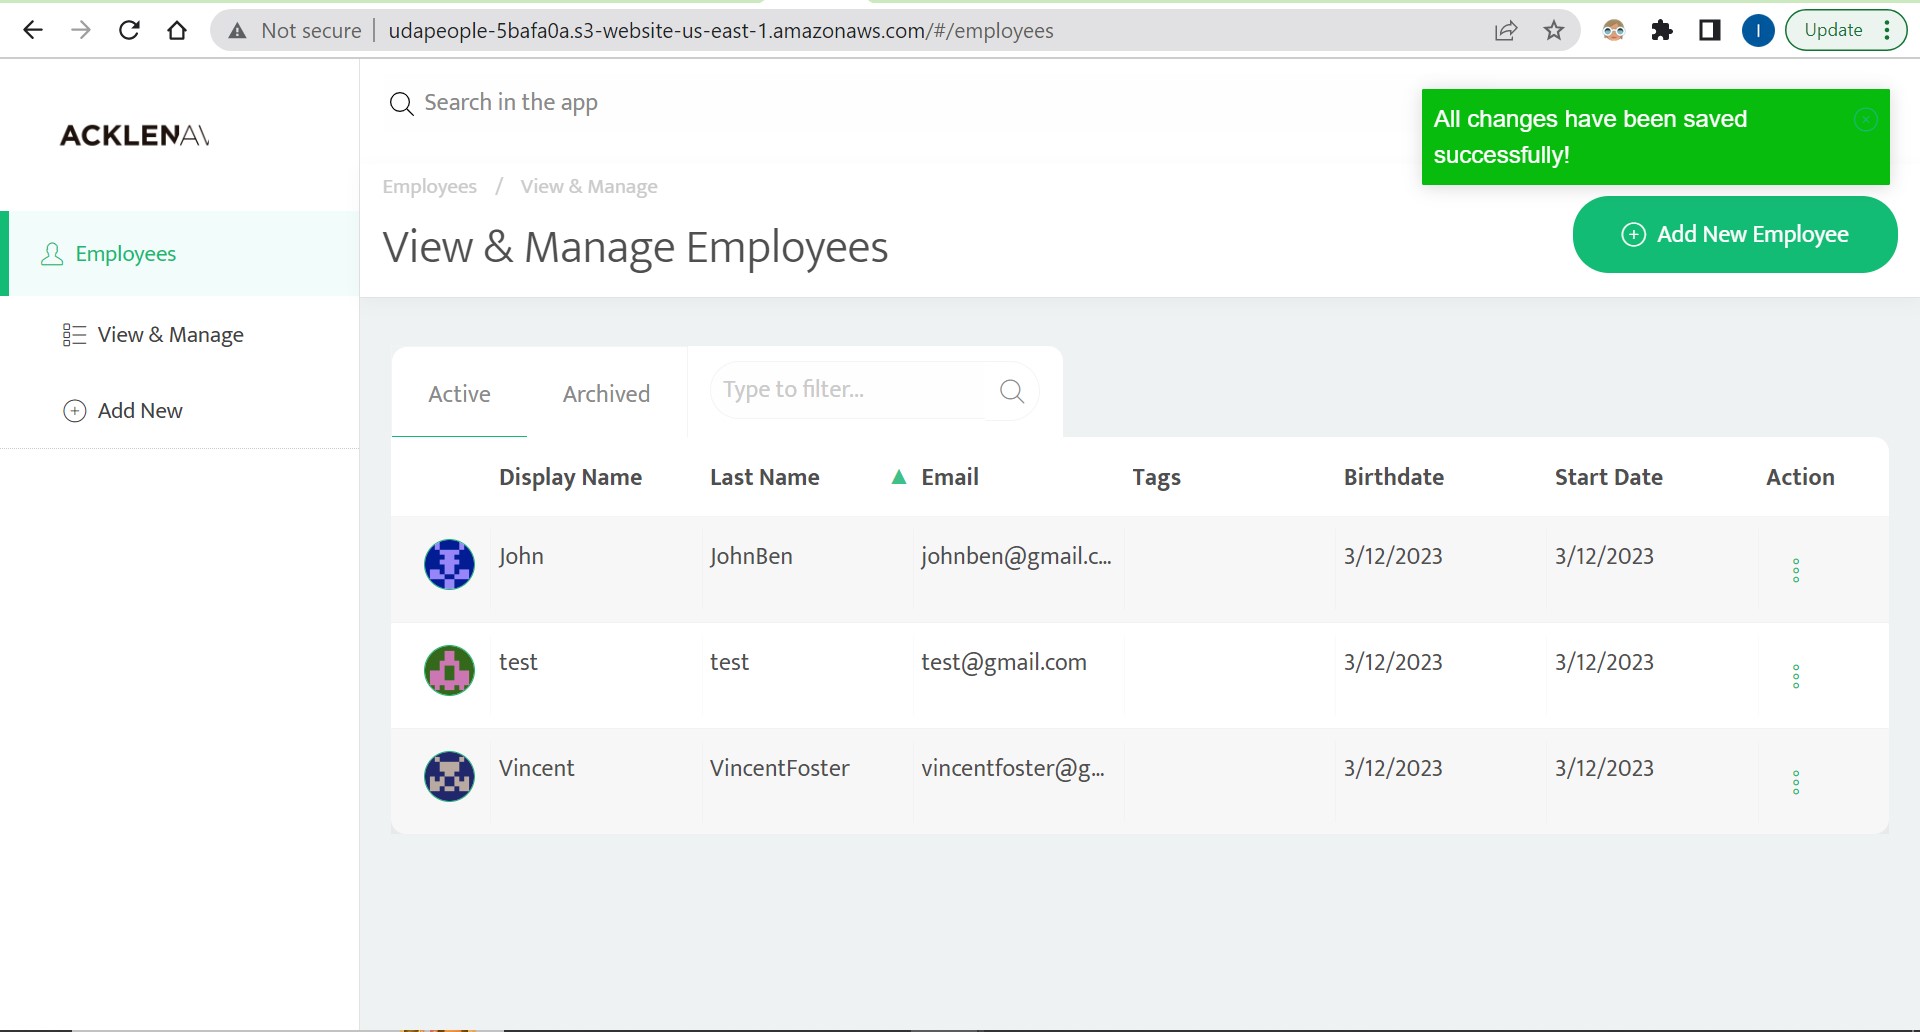 Not secure | udapeople-5bafa0a.s3-website-us-east-1.amazonaws.com/#/employees
I
Update
ACKLENAV
Search in the app
All changes have been saved
successfully!
Employees / View & Manage
View & Manage Employees
Add New Employee
Employees
View & Manage
Add New
Active Archived Type to filter...
Display Name Last Name Email Tags Birthdate Start Date Action
John JohnBen johnben@gmail.c... 3/12/2023 3/12/2023
test test test@gmail.com 3/12/2023 3/12/2023
Vincent VincentFoster vincentfoster@g... 3/12/2023 3/12/2023